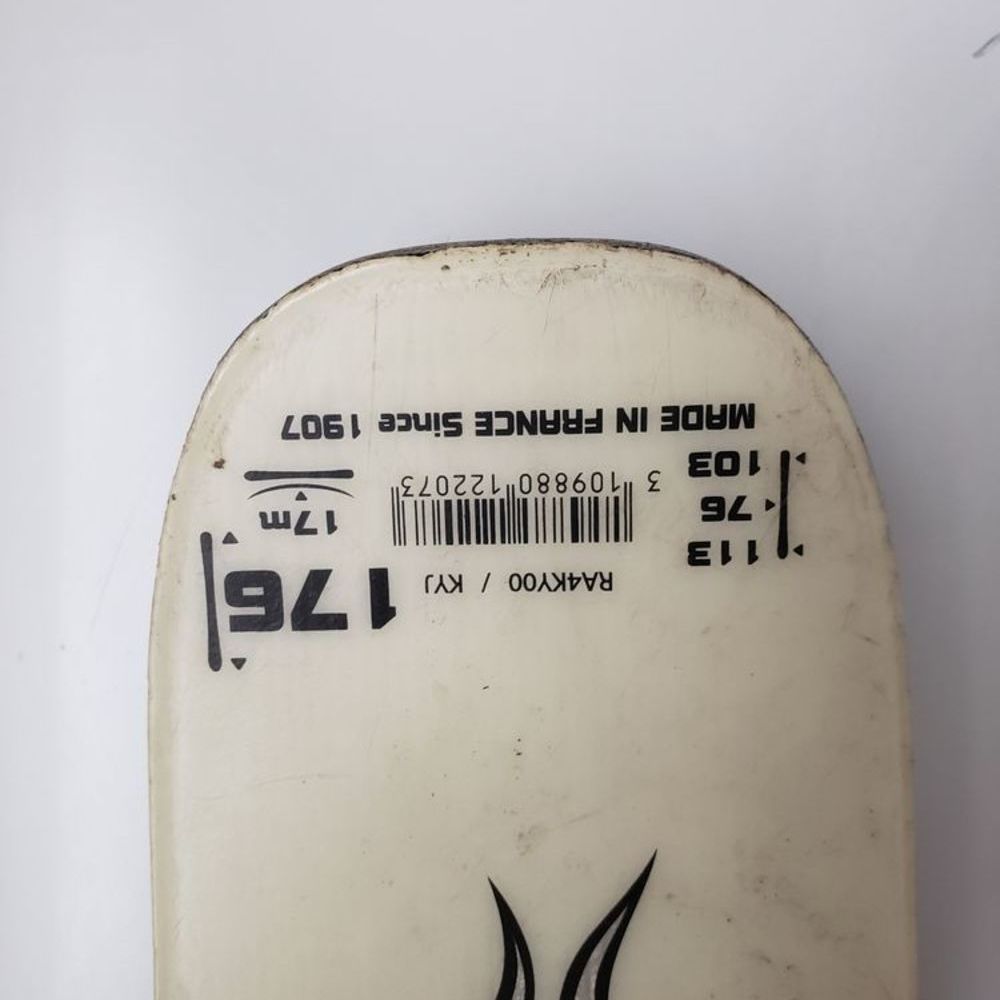 113
76
103
RA4KY00 / KYJ
3 109880 122073
176
17m
MADE IN FRANCE Since 1907